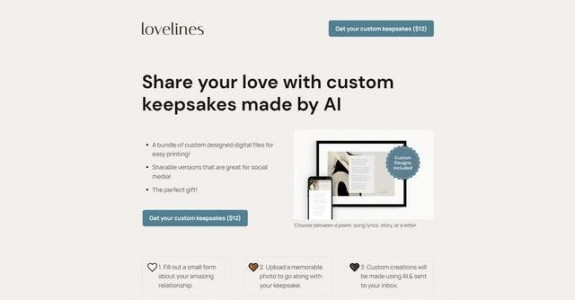 lovelines
Get your custom keepsakes ($12)
Share your love with custom
keepsakes made by AI
A bundle of custom designed digital files for
easy printing!
Sharable versions that are great for social
media!
The perfect gift!
Get your custom keepsakes ($12)
Custom
Designs
Included!
Choose between a poem, song lyrics, story, or a letter.
1. Fill out a small form
about your amazing
relationship.
2. Upload a memorable
photo to go along with
your keepsake.
3. Custom creations will
be made using AI & sent
to your inbox.